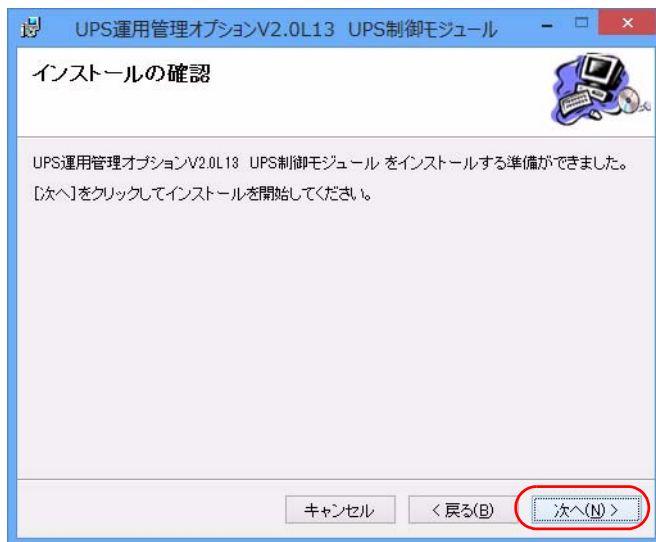 UPS運用管理オプションV2.0L13 UPS制御モジュール
インストールの確認
UPS運用管理オプションV2.0L13 UPS制御モジュール をインストールする準備ができました。
[次へ]をクリックしてインストールを開始してください。
キャンセル
< 戻る(B)
次へ(N) >